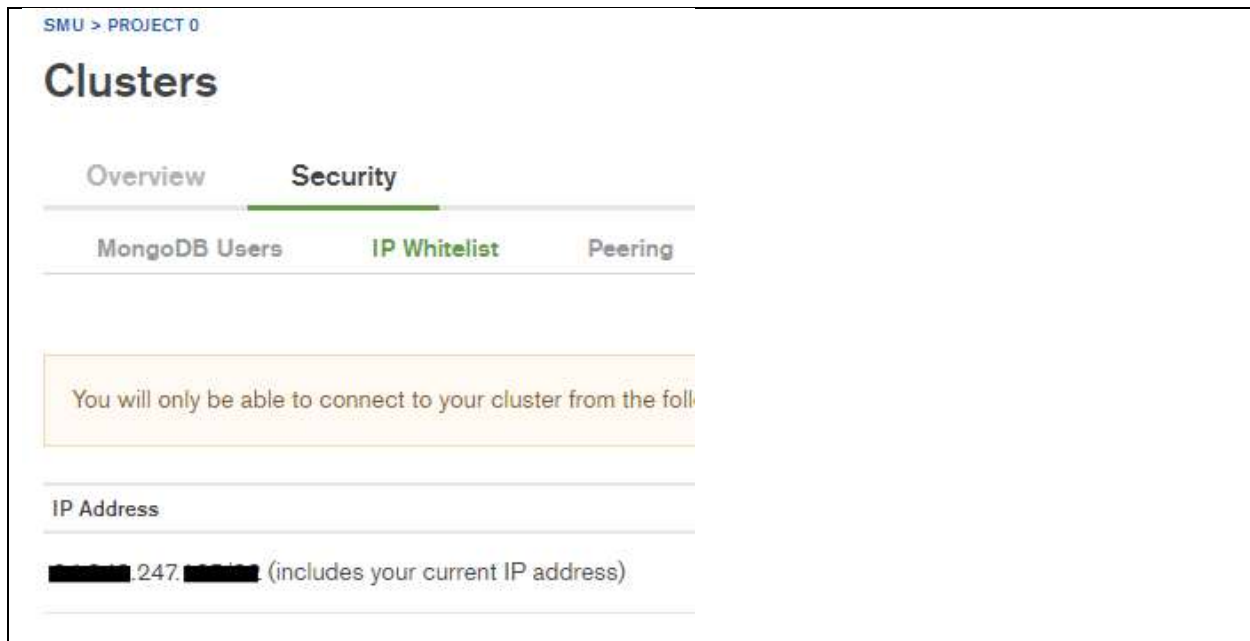 SMU > PROJECT 0
Clusters
Overview Security
MongoDB Users IP Whitelist Peering
You will only be able to connect to your cluster from the foll
IP Address
.247. (includes your current IP address)